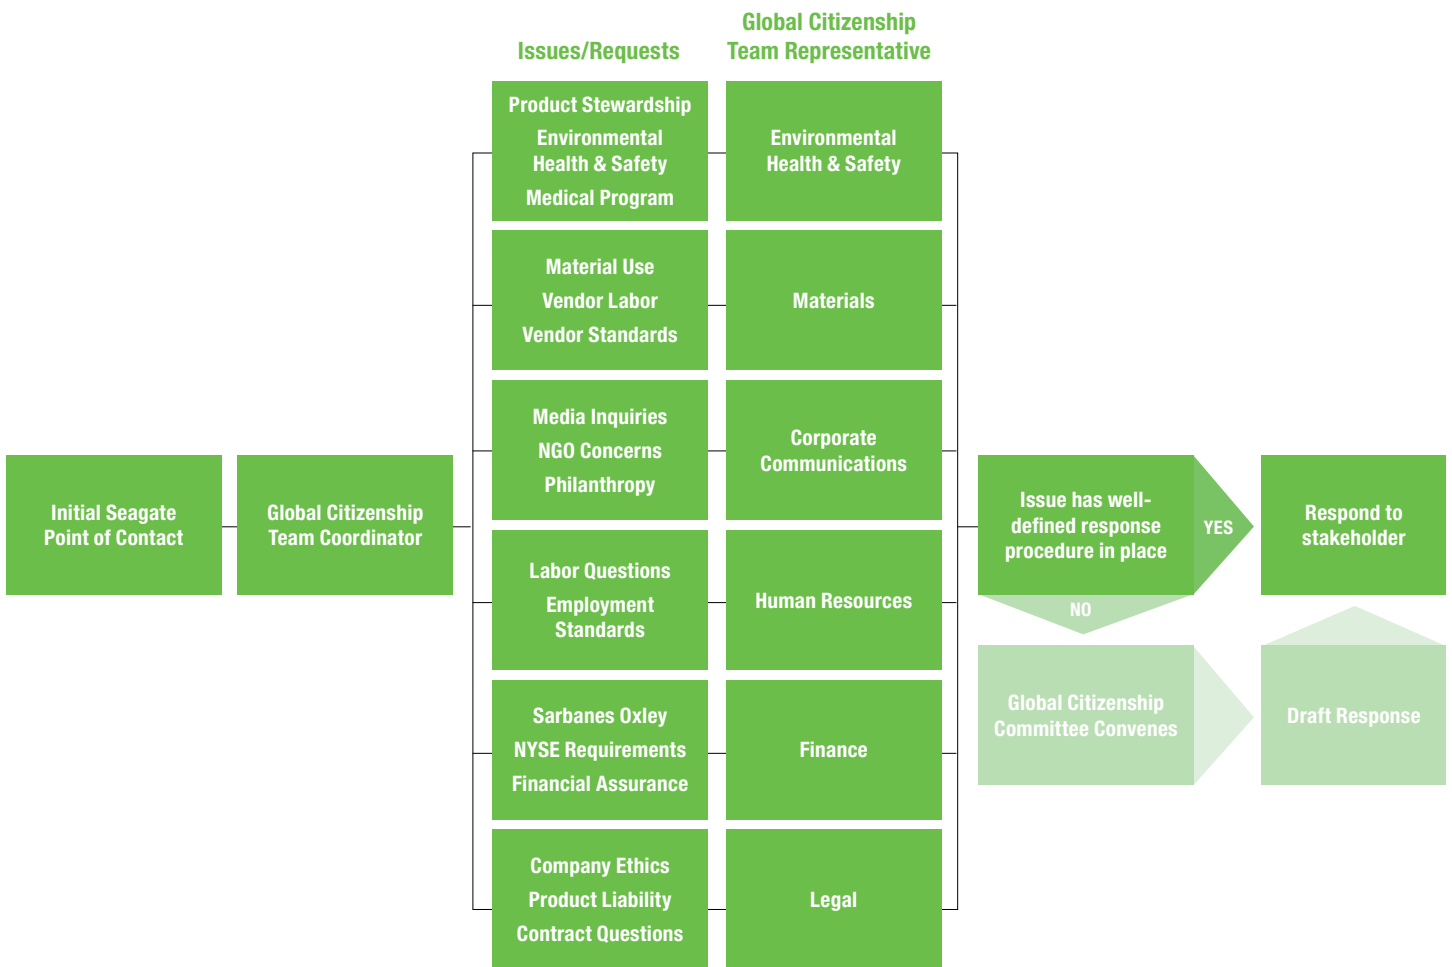 Issues/Requests
Global Citizenship
Team Representative
Initial Seagate
Point of Contact
Global Citizenship
Team Coordinator
Product Stewardship
Environmental
Health & Safety
Medical Program
Environmental
Health & Safety
Material Use
Vendor Labor
Vendor Standards
Materials
Media Inquiries
NGO Concerns
Philanthropy
Corporate
Communications
Labor Questions
Employment
Standards
Human Resources
Sarbanes Oxley
NYSE Requirements
Financial Assurance
Finance
Company Ethics
Product Liability
Contract Questions
Legal
Issue has well-
defined response
procedure in place
YES
Respond to
stakeholder
NO
Global Citizenship
Committee Convenes
Draft Response